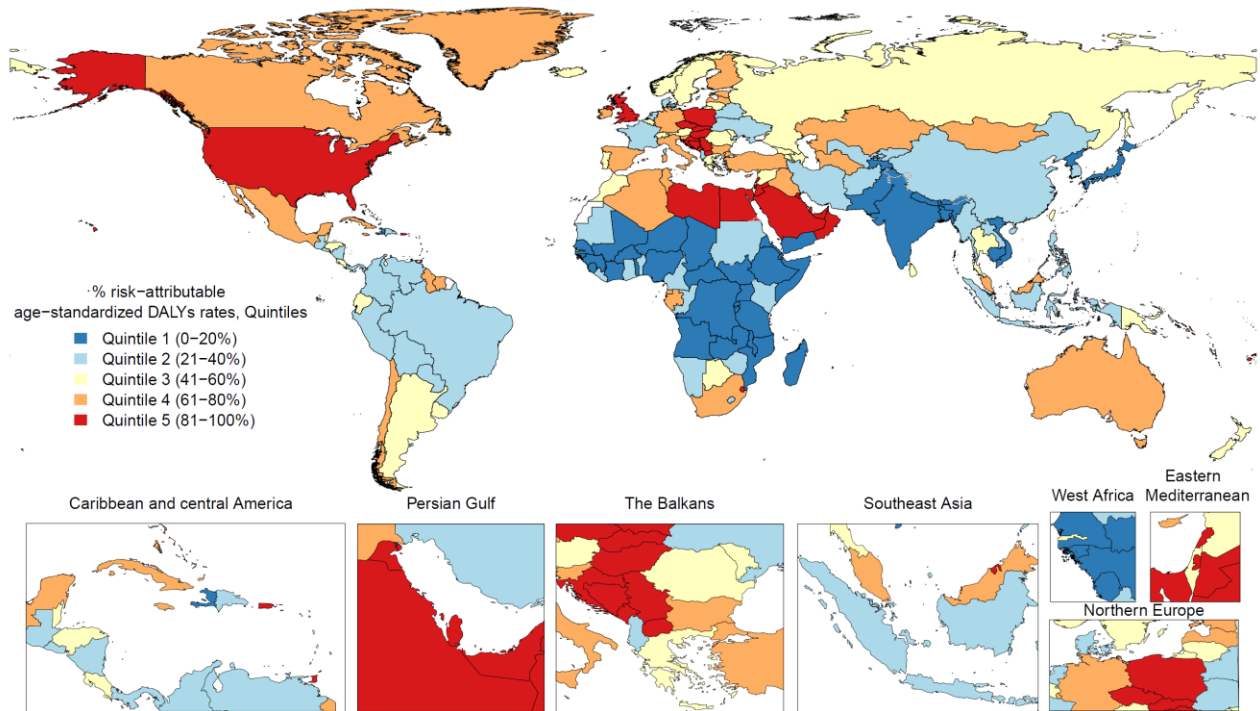 % risk−attributable
age−standardized DALYs rates, Quintiles
Quintile 1 (0−20%)
Quintile 2 (21−40%)
Quintile 3 (41−60%)
Quintile 4 (61−80%)
Quintile 5 (81−100%)
Caribbean and central America
Persian Gulf
The Balkans
Southeast Asia
West Africa
Eastern
Mediterranean
Northern Europe